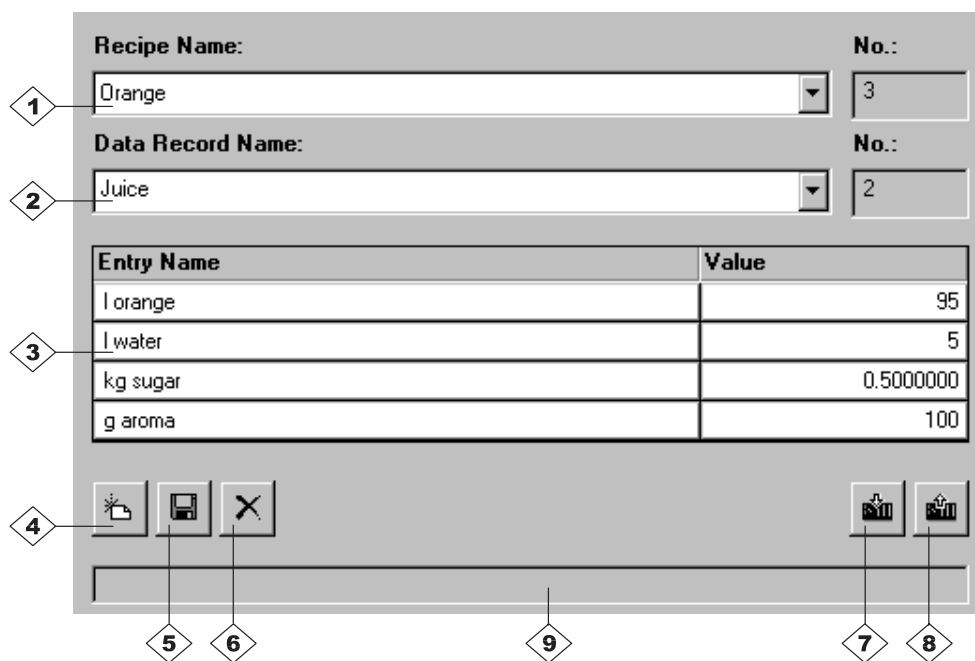 Recipe Name: No.:
1 Orange 3
Data Record Name: No.:
2 Juice 2
Entry Name Value
l orange 95
3 l water 5
kg sugar 0.5000000
g aroma 100
4
5 6 9 7 8